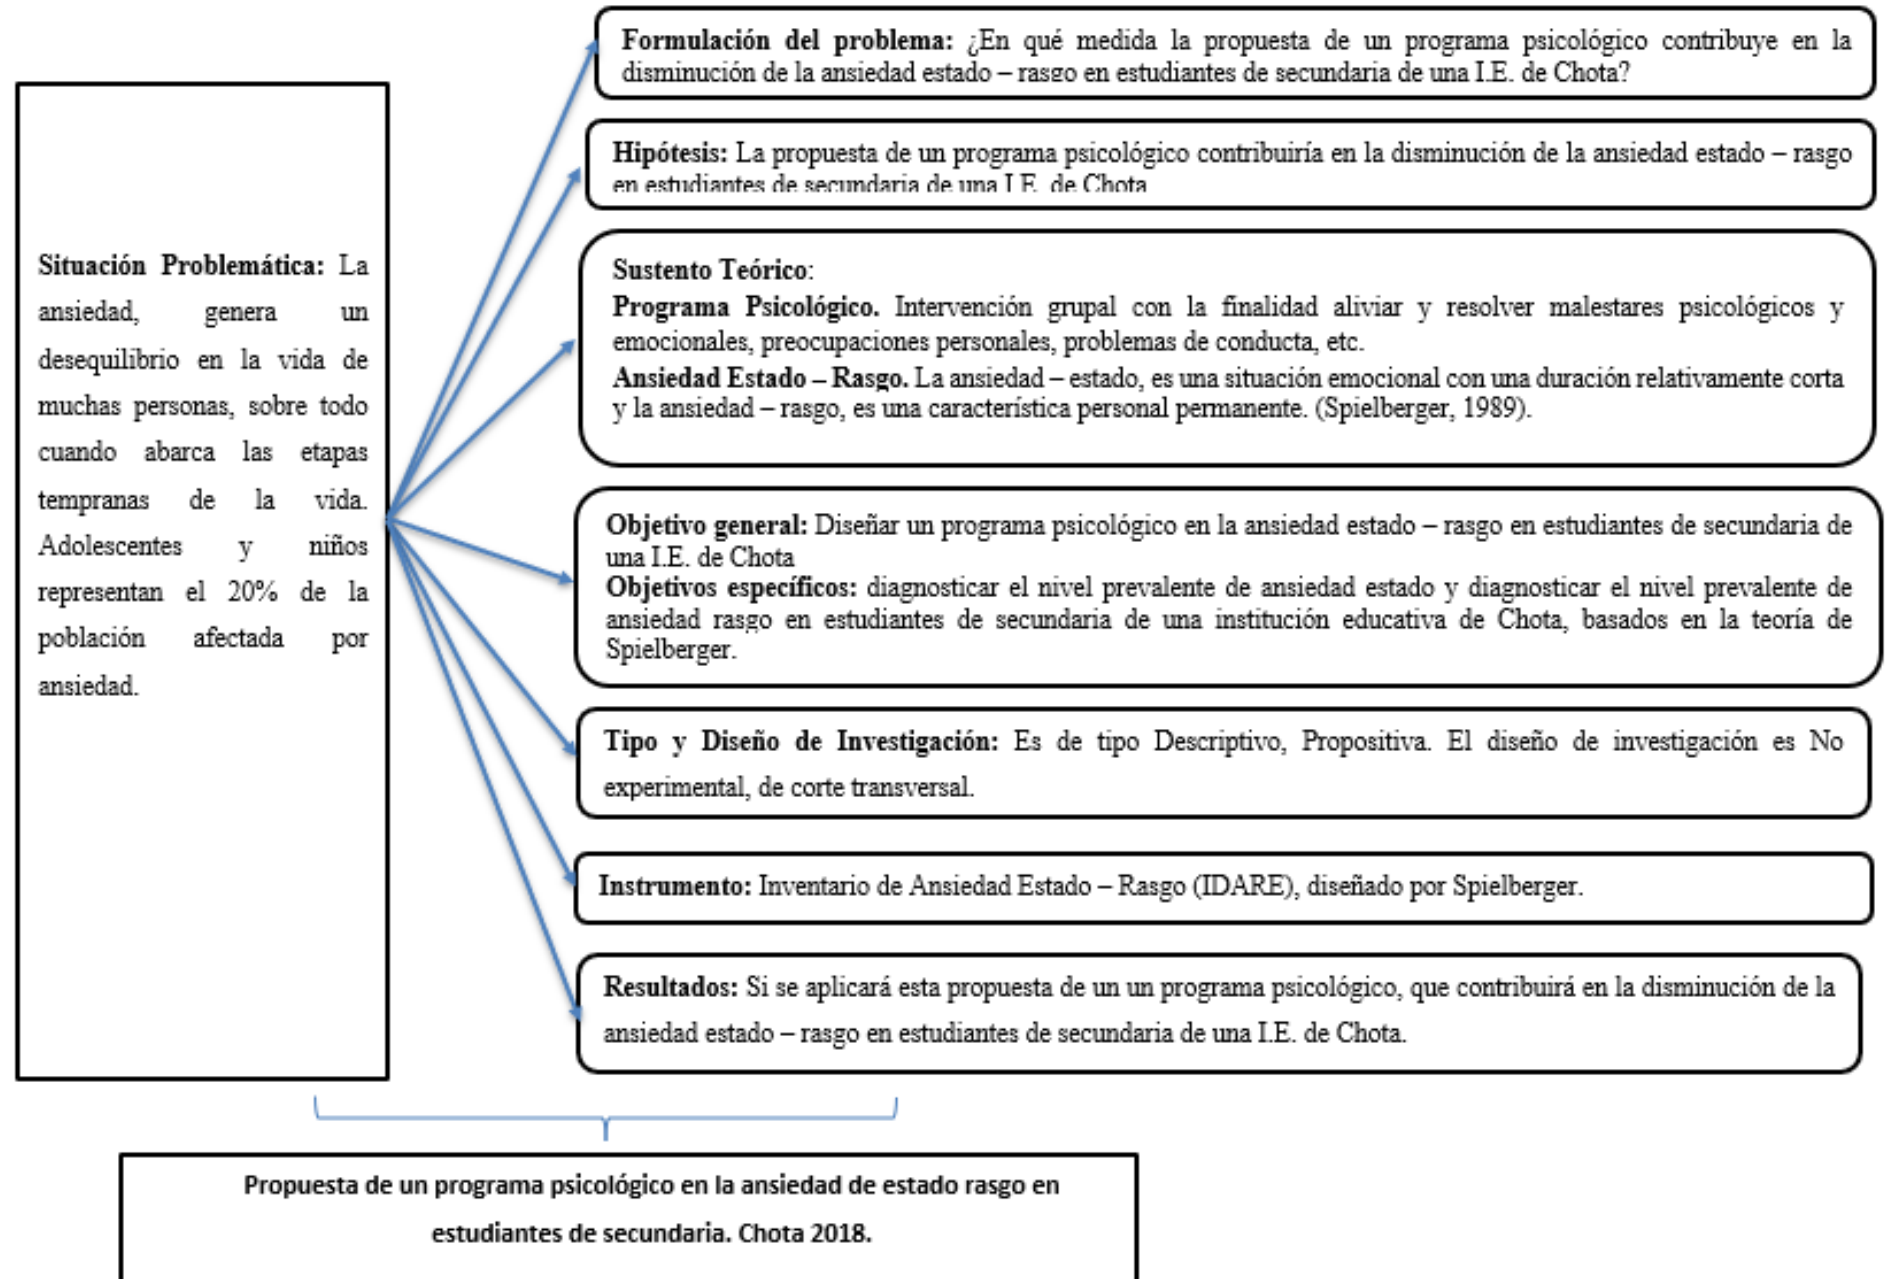 Situación Problemática: La
ansiedad, genera un
desequilibrio en la vida de
muchas personas, sobre todo
cuando abarca las etapas
tempranas de la vida.
Adolescentes y niños
representan el 20% de la
población afectada por
ansiedad.
Formulación del problema: ¿En qué medida la propuesta de un programa psicológico contribuye en la
disminución de la ansiedad estado – rasgo en estudiantes de secundaria de una I.E. de Chota?
Hipótesis: La propuesta de un programa psicológico contribuiría en la disminución de la ansiedad estado – rasgo
en estudiantes de secundaria de una I.E. de Chota
Sustento Teórico:
Programa Psicológico. Intervención grupal con la finalidad aliviar y resolver malestares psicológicos y
emocionales, preocupaciones personales, problemas de conducta, etc.
Ansiedad Estado – Rasgo. La ansiedad – estado, es una situación emocional con una duración relativamente corta
y la ansiedad – rasgo, es una característica personal permanente. (Spielberger, 1989).
Objetivo general: Diseñar un programa psicológico en la ansiedad estado – rasgo en estudiantes de secundaria de
una I.E. de Chota
Objetivos específicos: diagnosticar el nivel prevalente de ansiedad estado y diagnosticar el nivel prevalente de
ansiedad rasgo en estudiantes de secundaria de una institución educativa de Chota, basados en la teoría de
Spielberger.
Tipo y Diseño de Investigación: Es de tipo Descriptivo, Propositiva. El diseño de investigación es No
experimental, de corte transversal.
Instrumento: Inventario de Ansiedad Estado – Rasgo (IDARE), diseñado por Spielberger.
Resultados: Si se aplicará esta propuesta de un un programa psicológico, que contribuirá en la disminución de la
ansiedad estado – rasgo en estudiantes de secundaria de una I.E. de Chota.
Propuesta de un programa psicológico en la ansiedad de estado rasgo en
estudiantes de secundaria. Chota 2018.